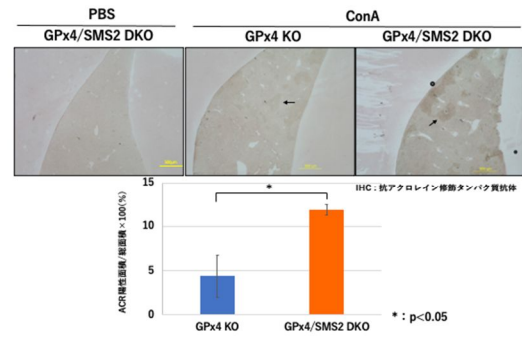 PBS
ConA
GPx4/SMS2 DKO
GPx4 KO
GPx4/SMS2 DKO
IHC：抗アクロレイン修飾タンパク質抗体
ACR陽性面積/総面積×100(%)
15
10
5
0
*
GPx4 KO
GPx4/SMS2 DKO
*：p<0.05